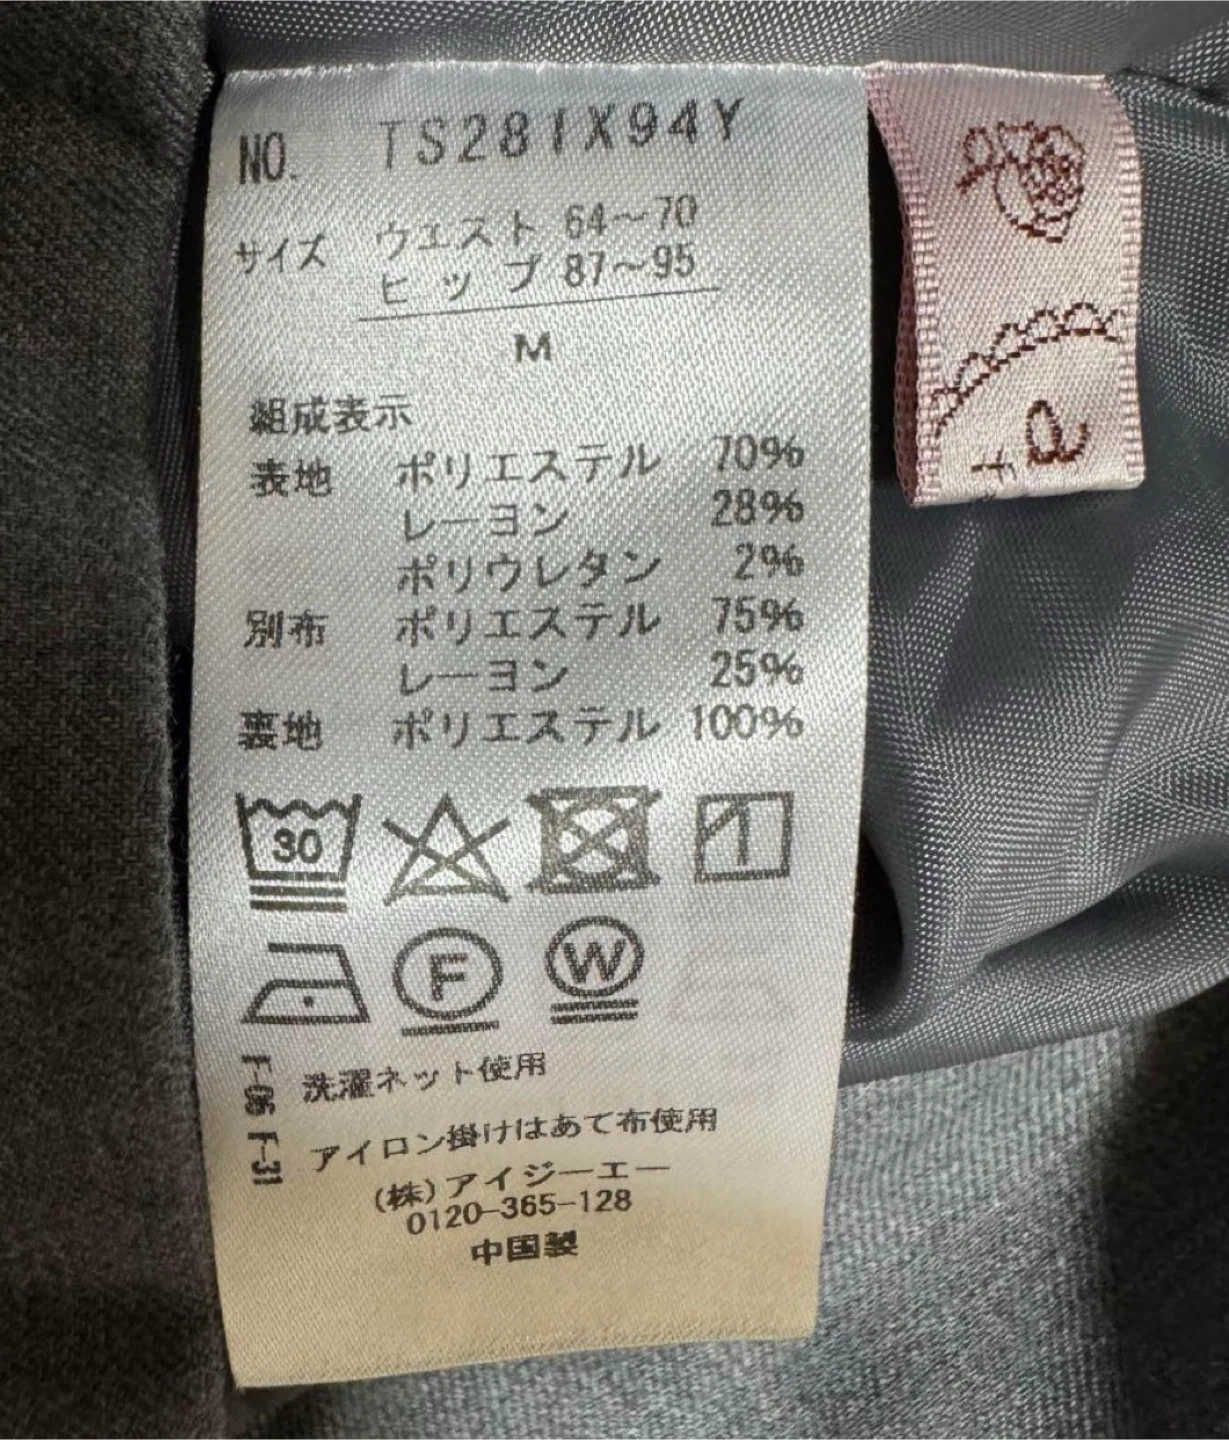 NO. TS281X94Y
サイズ ウエスト 64～70
ヒップ 87～95
M
組成表示
表地 ポリエステル 70%
レーヨン 28%
ポリウレタン 2%
別布 ポリエステル 75%
レーヨン 25%
裏地 ポリエステル 100%
30
F W
F-06 洗濯ネット使用
F-31 アイロン掛けはあて布使用
(株)アイジーエー
0120-365-128
中国製